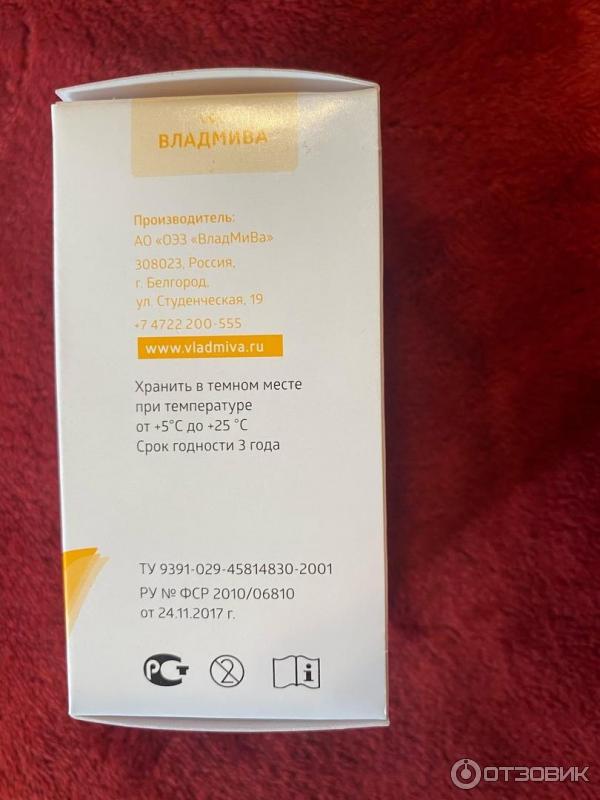 ВЛАДМИВА
Производитель:
АО «ОЭЗ «ВладМиВа»
308023, Россия,
г. Белгород,
ул. Студенческая, 19
+7 4722 200-555
www.vladmiva.ru
Хранить в темном месте
при температуре
от +5°C до +25 °C
Срок годности 3 года
ТУ 9391-029-45814830-2001
РУ № ФСР 2010/06810
от 24.11.2017 г.
РСТ
2
i
ОТЗОВИК